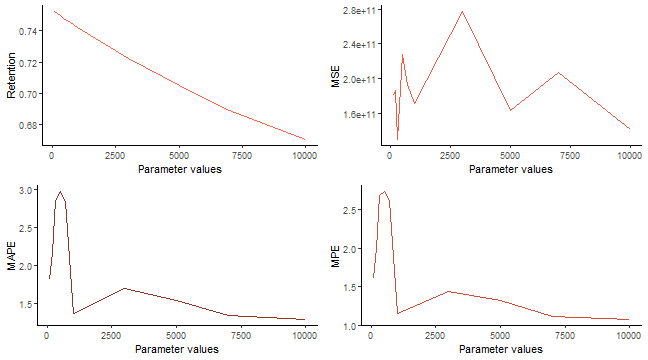 Retention
0.74
0.72
0.70
0.68
0 2500 5000 7500 10000
Parameter values
MSE
2.8e+11
2.4e+11
2.0e+11
1.6e+11
0 2500 5000 7500 10000
Parameter values
MAPE
3.0
2.5
2.0
1.5
0 2500 5000 7500 10000
Parameter values
MPE
2.5
2.0
1.5
1.0
0 2500 5000 7500 10000
Parameter values